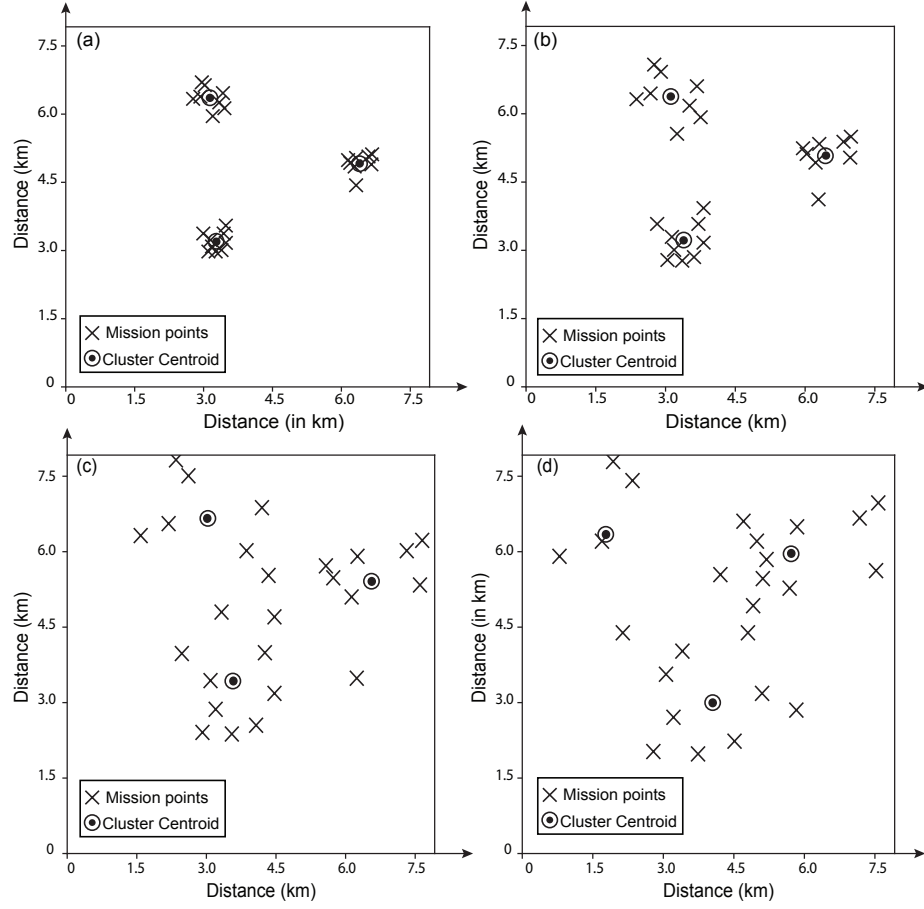 (a)
7.5
6.0
4.5
3.0
1.5
0
Distance (km)
Mission points
Cluster Centroid
0 1.5 3.0 4.5 6.0 7.5
Distance (in km)
(b)
7.5
6.0
4.5
3.0
1.5
0
Distance (km)
Mission points
Cluster Centroid
0 1.5 3.0 4.5 6.0 7.5
Distance (km)
(c)
7.5
6.0
4.5
3.0
1.5
0
Distance (km)
Mission points
Cluster Centroid
0 1.5 3.0 4.5 6.0 7.5
Distance (km)
(d)
7.5
6.0
4.5
3.0
1.5
0
Distance (in km)
Mission points
Cluster Centroid
0 1.5 3.0 4.5 6.0 7.5
Distance (km)